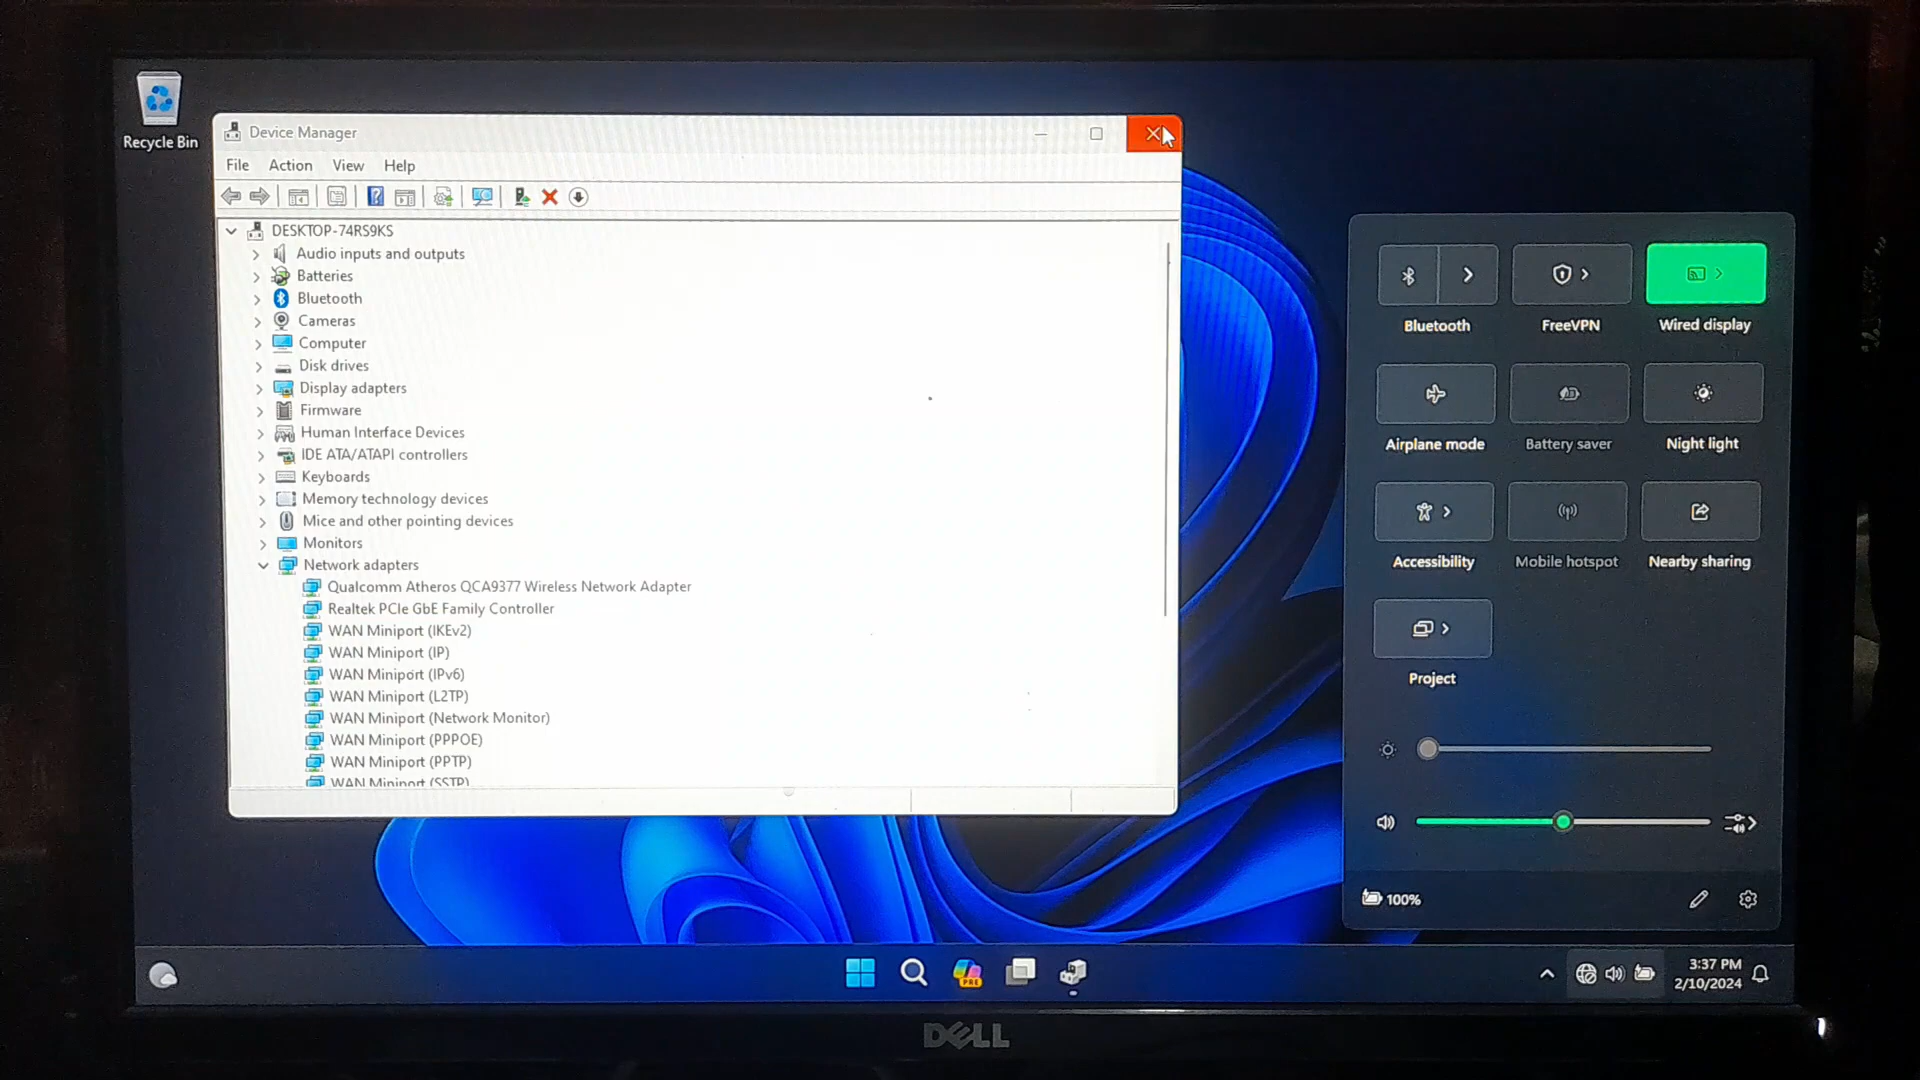 Recycle Bin
Device Manager
File Action View Help
DESKTOP-74RS9KS
Audio inputs and outputs
Batteries
Bluetooth
Cameras
Computer
Disk drives
Display adapters
Firmware
Human Interface Devices
IDE ATA/ATAPI controllers
Keyboards
Memory technology devices
Mice and other pointing devices
Monitors
Network adapters
Qualcomm Atheros QCA9377 Wireless Network Adapter
Realtek PCIe GbE Family Controller
WAN Miniport (IKEv2)
WAN Miniport (IP)
WAN Miniport (IPv6)
WAN Miniport (L2TP)
WAN Miniport (Network Monitor)
WAN Miniport (PPPOE)
WAN Miniport (PPTP)
WAN Miniport (SSTP)
Bluetooth
FreeVPN
Wired display
Airplane mode
Battery saver
Night light
Accessibility
Mobile hotspot
Nearby sharing
Project
100%
PRE
3:37 PM
2/10/2024
DELL